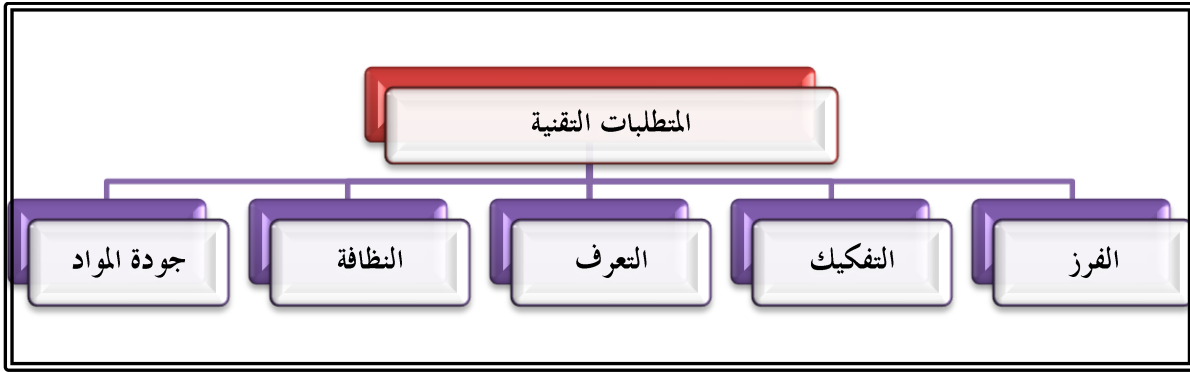 المتطلبات التقنية
الفرز
التفكيك
التعرف
النظافة
جودة المواد